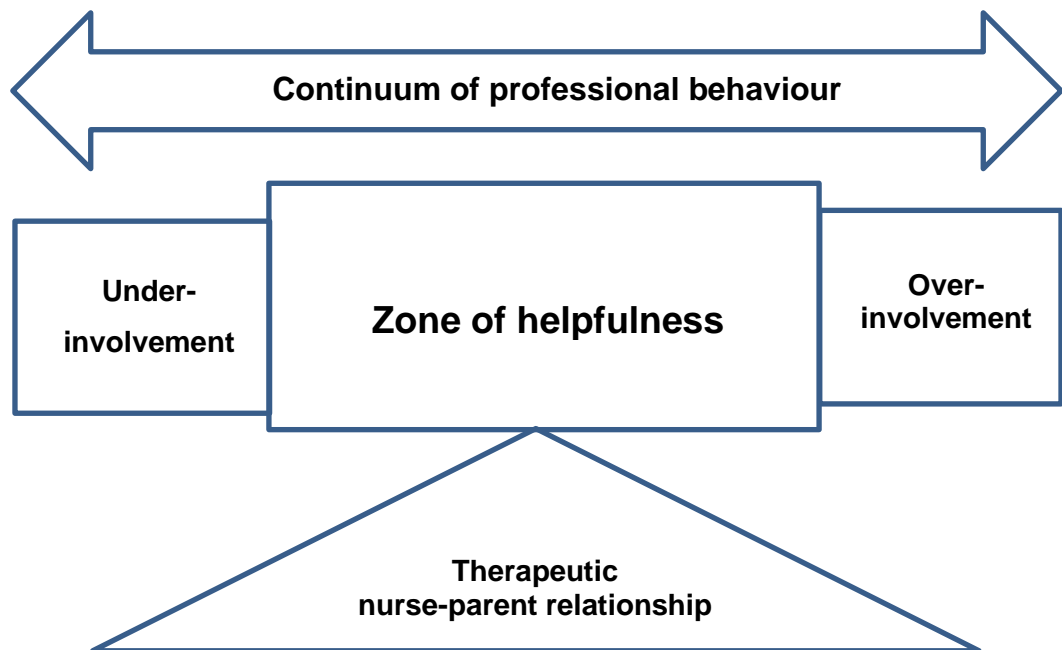 Continuum of professional behaviour
Under-
involvement
Zone of helpfulness
Over-
involvement
Therapeutic
nurse-parent relationship